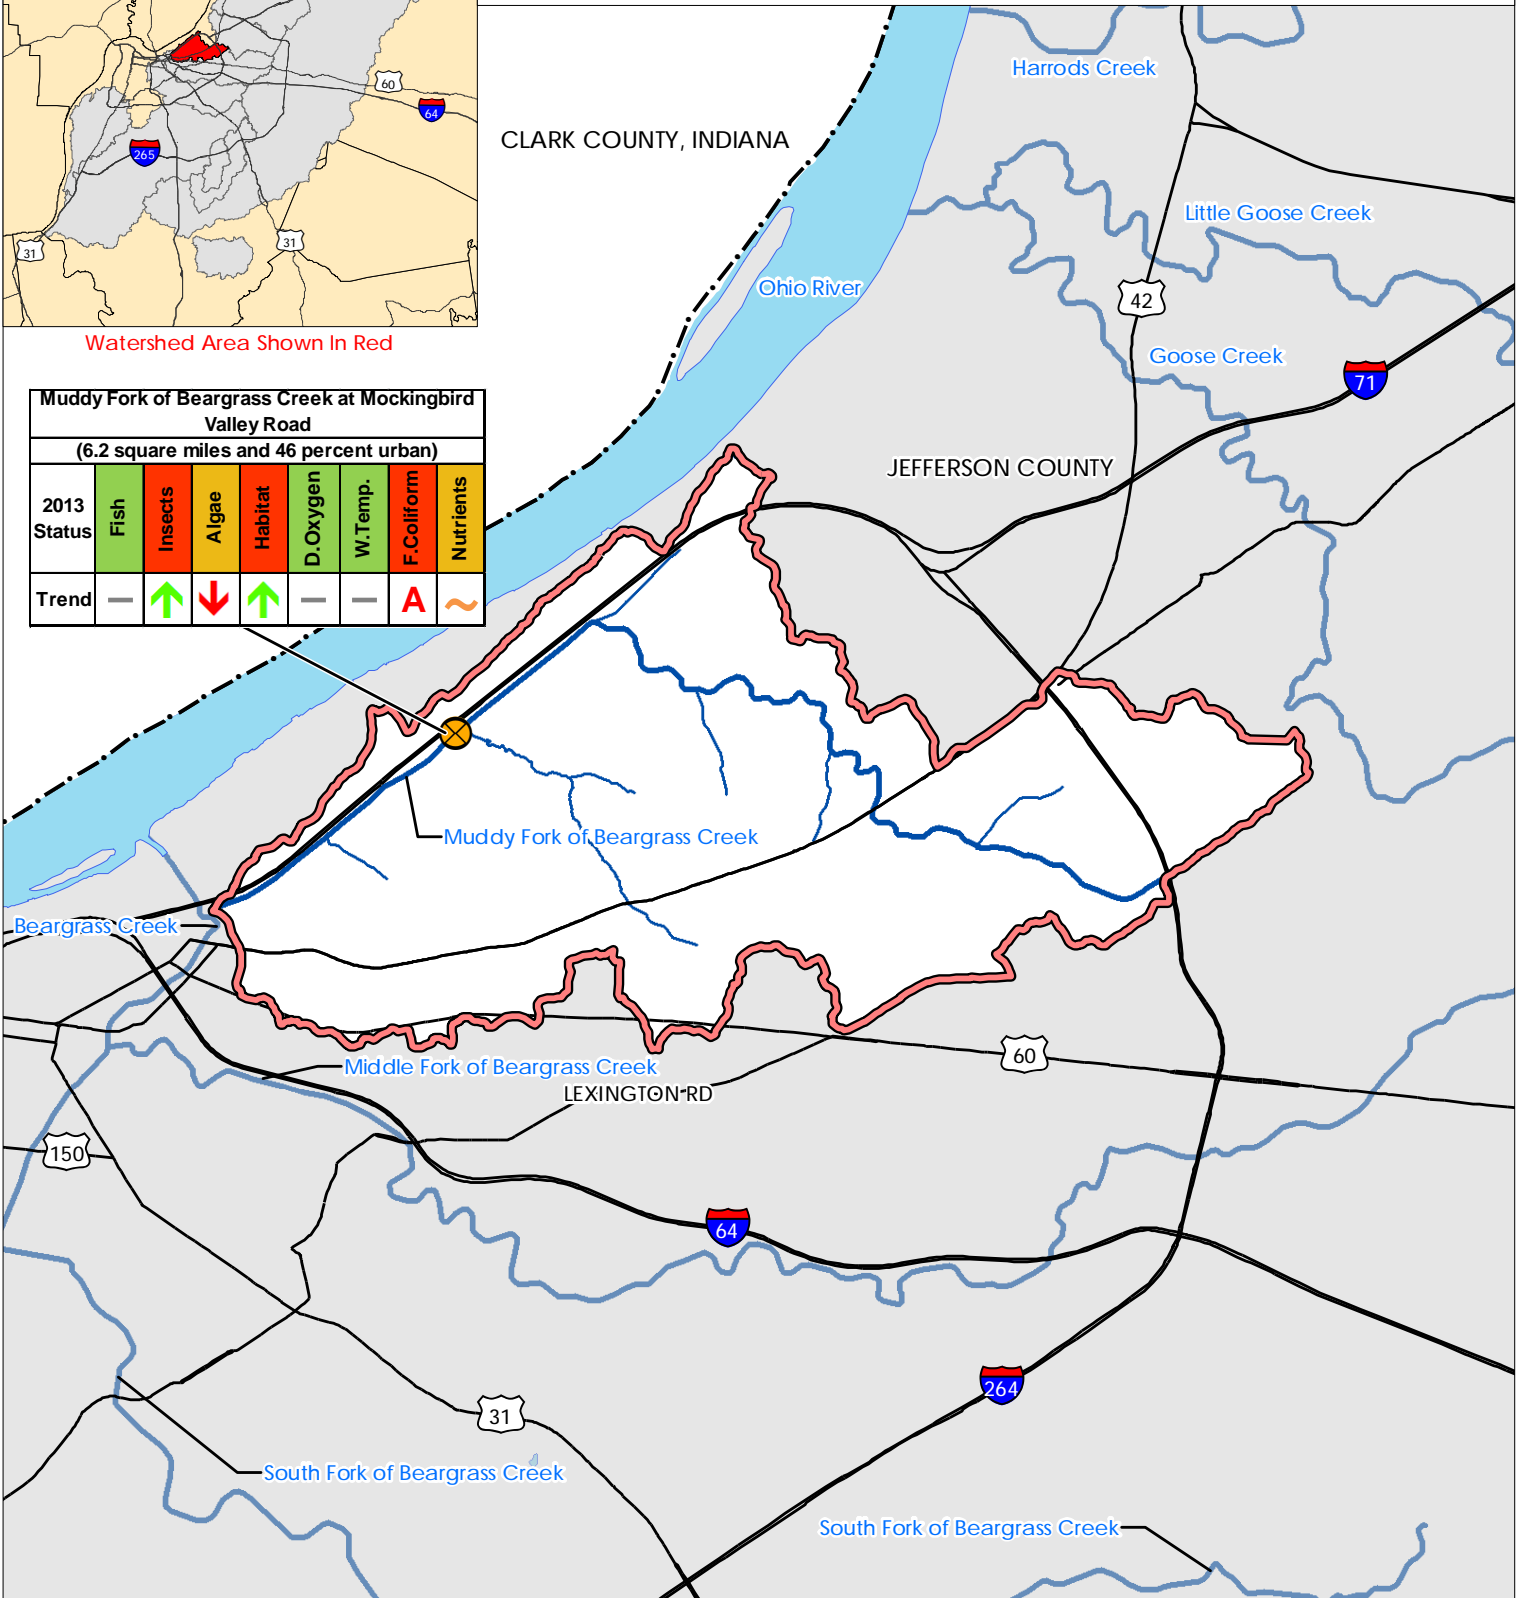 60
64
265
31
31
Watershed Area Shown In Red
CLARK COUNTY, INDIANA
Harrods Creek
Little Goose Creek
Ohio River
42
Goose Creek
71
JEFFERSON COUNTY
Muddy Fork of Beargrass Creek at Mockingbird
Valley Road
(6.2 square miles and 46 percent urban)
2013
Status
Fish
Insects
Algae
Habitat
D.Oxygen
W.Temp.
F.Coliform
Nutrients
Trend
A
Muddy Fork of Beargrass Creek
Beargrass Creek
Middle Fork of Beargrass Creek
LEXINGTON RD
60
150
64
264
31
South Fork of Beargrass Creek
South Fork of Beargrass Creek